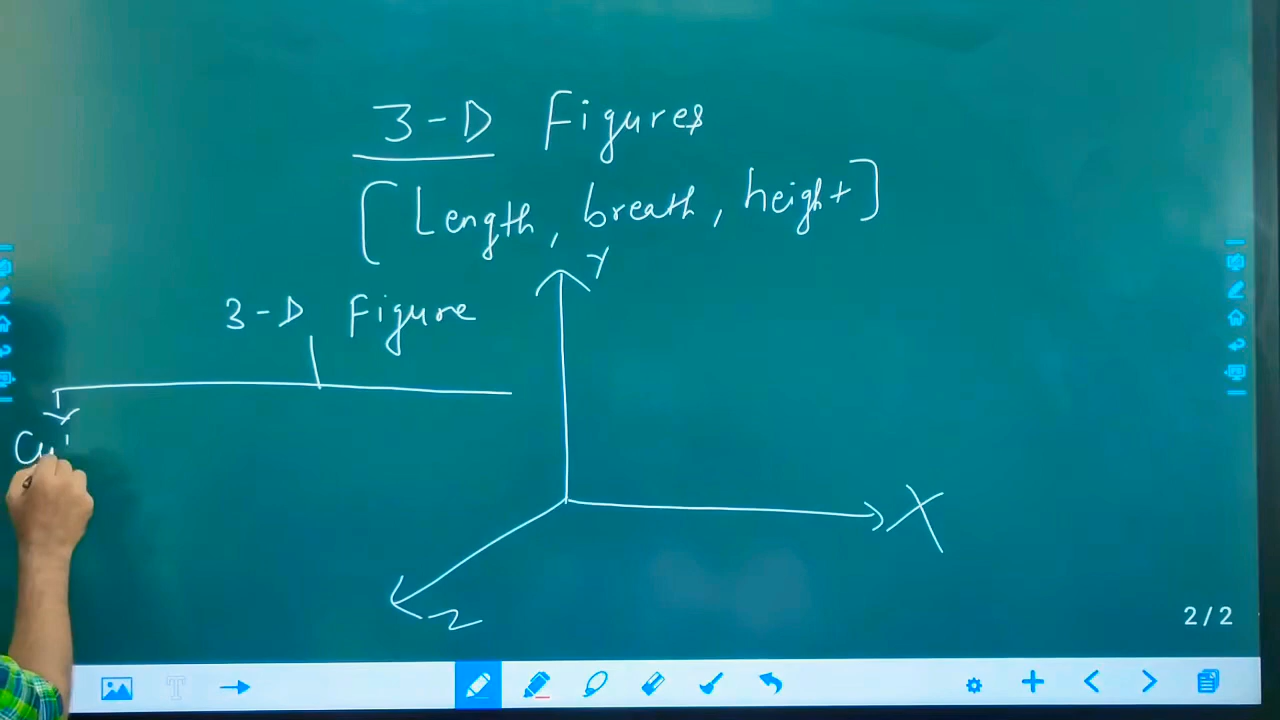 3-D Figures
[Length, breath, height]
Y
3-D Figure
X
Z
2/2